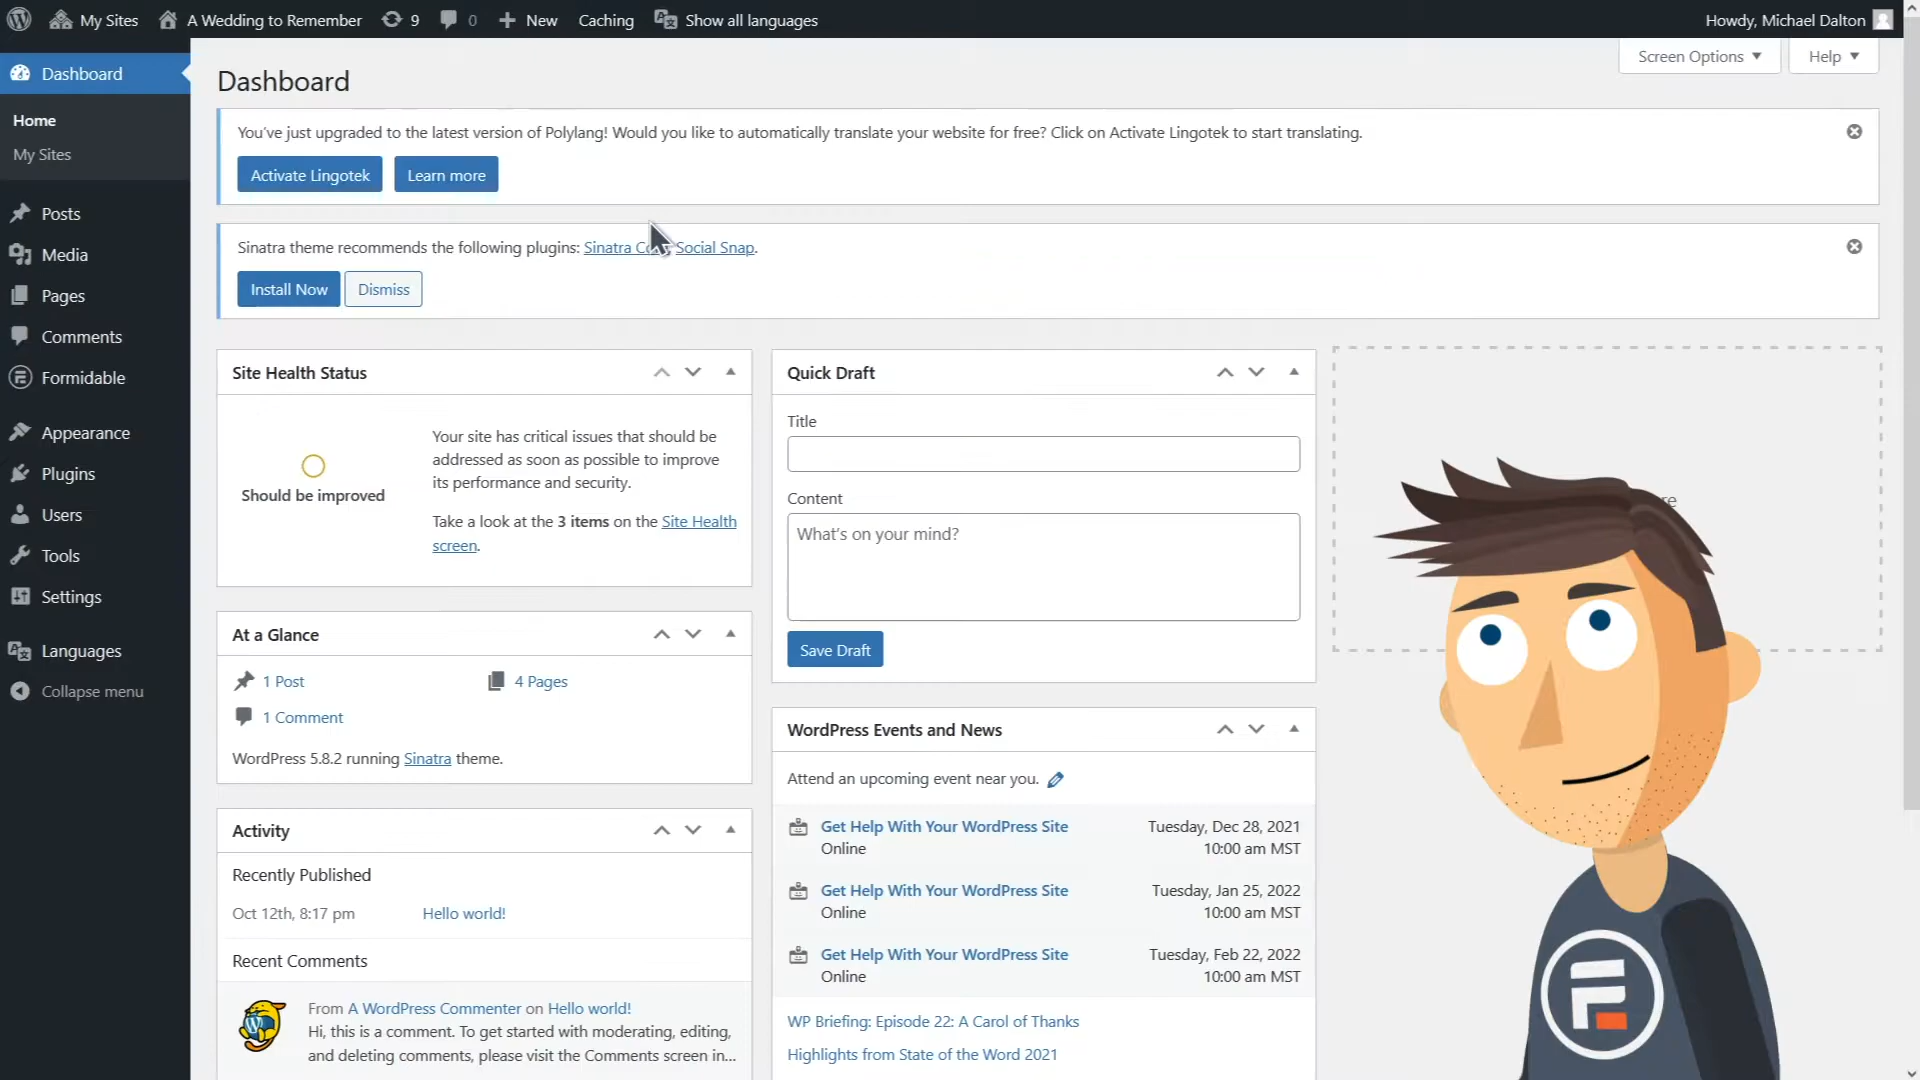 My Sites
A Wedding to Remember
9
0
New
Caching
Show all languages
Howdy, Michael Dalton
Dashboard
Home
My Sites
Posts
Media
Pages
Comments
Formidable
Appearance
Plugins
Users
Tools
Settings
Languages
Collapse menu
Screen Options
Help
Dashboard
You've just upgraded to the latest version of Polylang! Would you like to automatically translate your website for free? Click on Activate Lingotek to start translating.
Activate Lingotek
Learn more
Sinatra theme recommends the following plugins: Sinatra Social Snap.
Install Now
Dismiss
Site Health Status
Should be improved
Your site has critical issues that should be
addressed as soon as possible to improve
its performance and security.
Take a look at the 3 items on the Site Health
screen.
At a Glance
1 Post
4 Pages
1 Comment
WordPress 5.8.2 running Sinatra theme.
Activity
Recently Published
Oct 12th, 8:17 pm
Hello world!
Recent Comments
From A WordPress Commenter on Hello world!
Hi, this is a comment. To get started with moderating, editing,
and deleting comments, please visit the Comments screen in...
Quick Draft
Title
Content
What's on your mind?
Save Draft
WordPress Events and News
Attend an upcoming event near you.
Get Help With Your WordPress Site
Online
Tuesday, Dec 28, 2021
10:00 am MST
Get Help With Your WordPress Site
Online
Tuesday, Jan 25, 2022
10:00 am MST
Get Help With Your WordPress Site
Online
Tuesday, Feb 22, 2022
10:00 am MST
WP Briefing: Episode 22: A Carol of Thanks
Highlights from State of the Word 2021